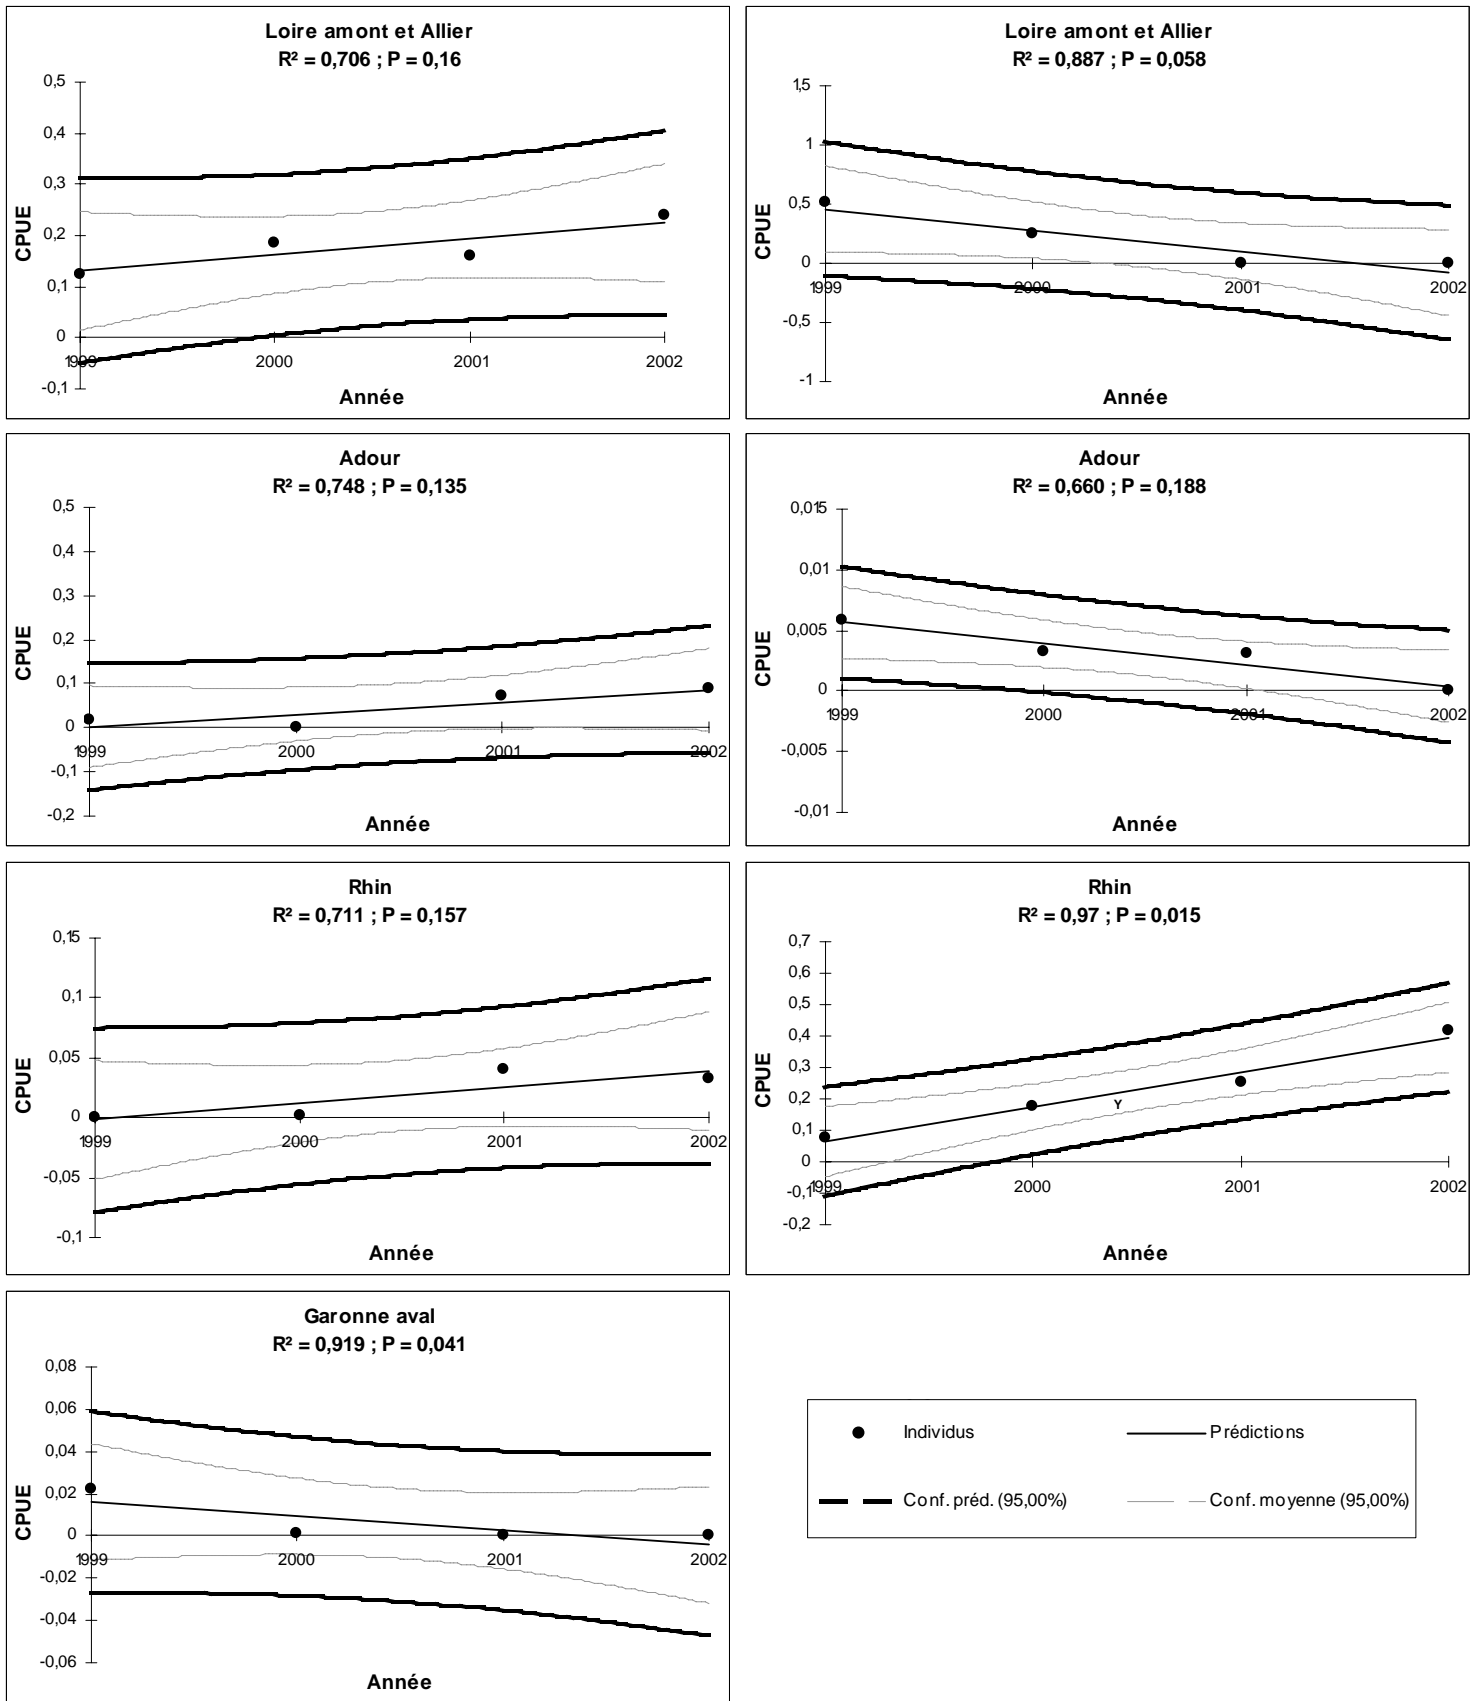 Loire amont et Allier
R² = 0,706 ; P = 0,16
0,5
0,4
0,3
0,2
0,1
0
-0,1
CPUE
1999
2000
2001
2002
Année
Loire amont et Allier
R² = 0,887 ; P = 0,058
1,5
1
0,5
0
-0,5
-1
CPUE
1999
2000
2001
2002
Année
Adour
R² = 0,748 ; P = 0,135
0,5
0,4
0,3
0,2
0,1
0
-0,1
-0,2
CPUE
1999
2000
2001
2002
Année
Adour
R² = 0,660 ; P = 0,188
0,015
0,01
0,005
0
-0,005
-0,01
CPUE
1999
2000
2001
2002
Année
Rhin
R² = 0,711 ; P = 0,157
0,15
0,1
0,05
0
-0,05
-0,1
CPUE
1999
2000
2001
2002
Année
Rhin
R² = 0,97 ; P = 0,015
0,7
0,6
0,5
0,4
0,3
0,2
0,1
0
-0,1
-0,2
CPUE
Y
1999
2000
2001
2002
Année
Garonne aval
R² = 0,919 ; P = 0,041
0,08
0,06
0,04
0,02
0
-0,02
-0,04
-0,06
CPUE
1999
2000
2001
2002
Année
Individus
Prédictions
Conf. préd. (95,00%)
Conf. moyenne (95,00%)